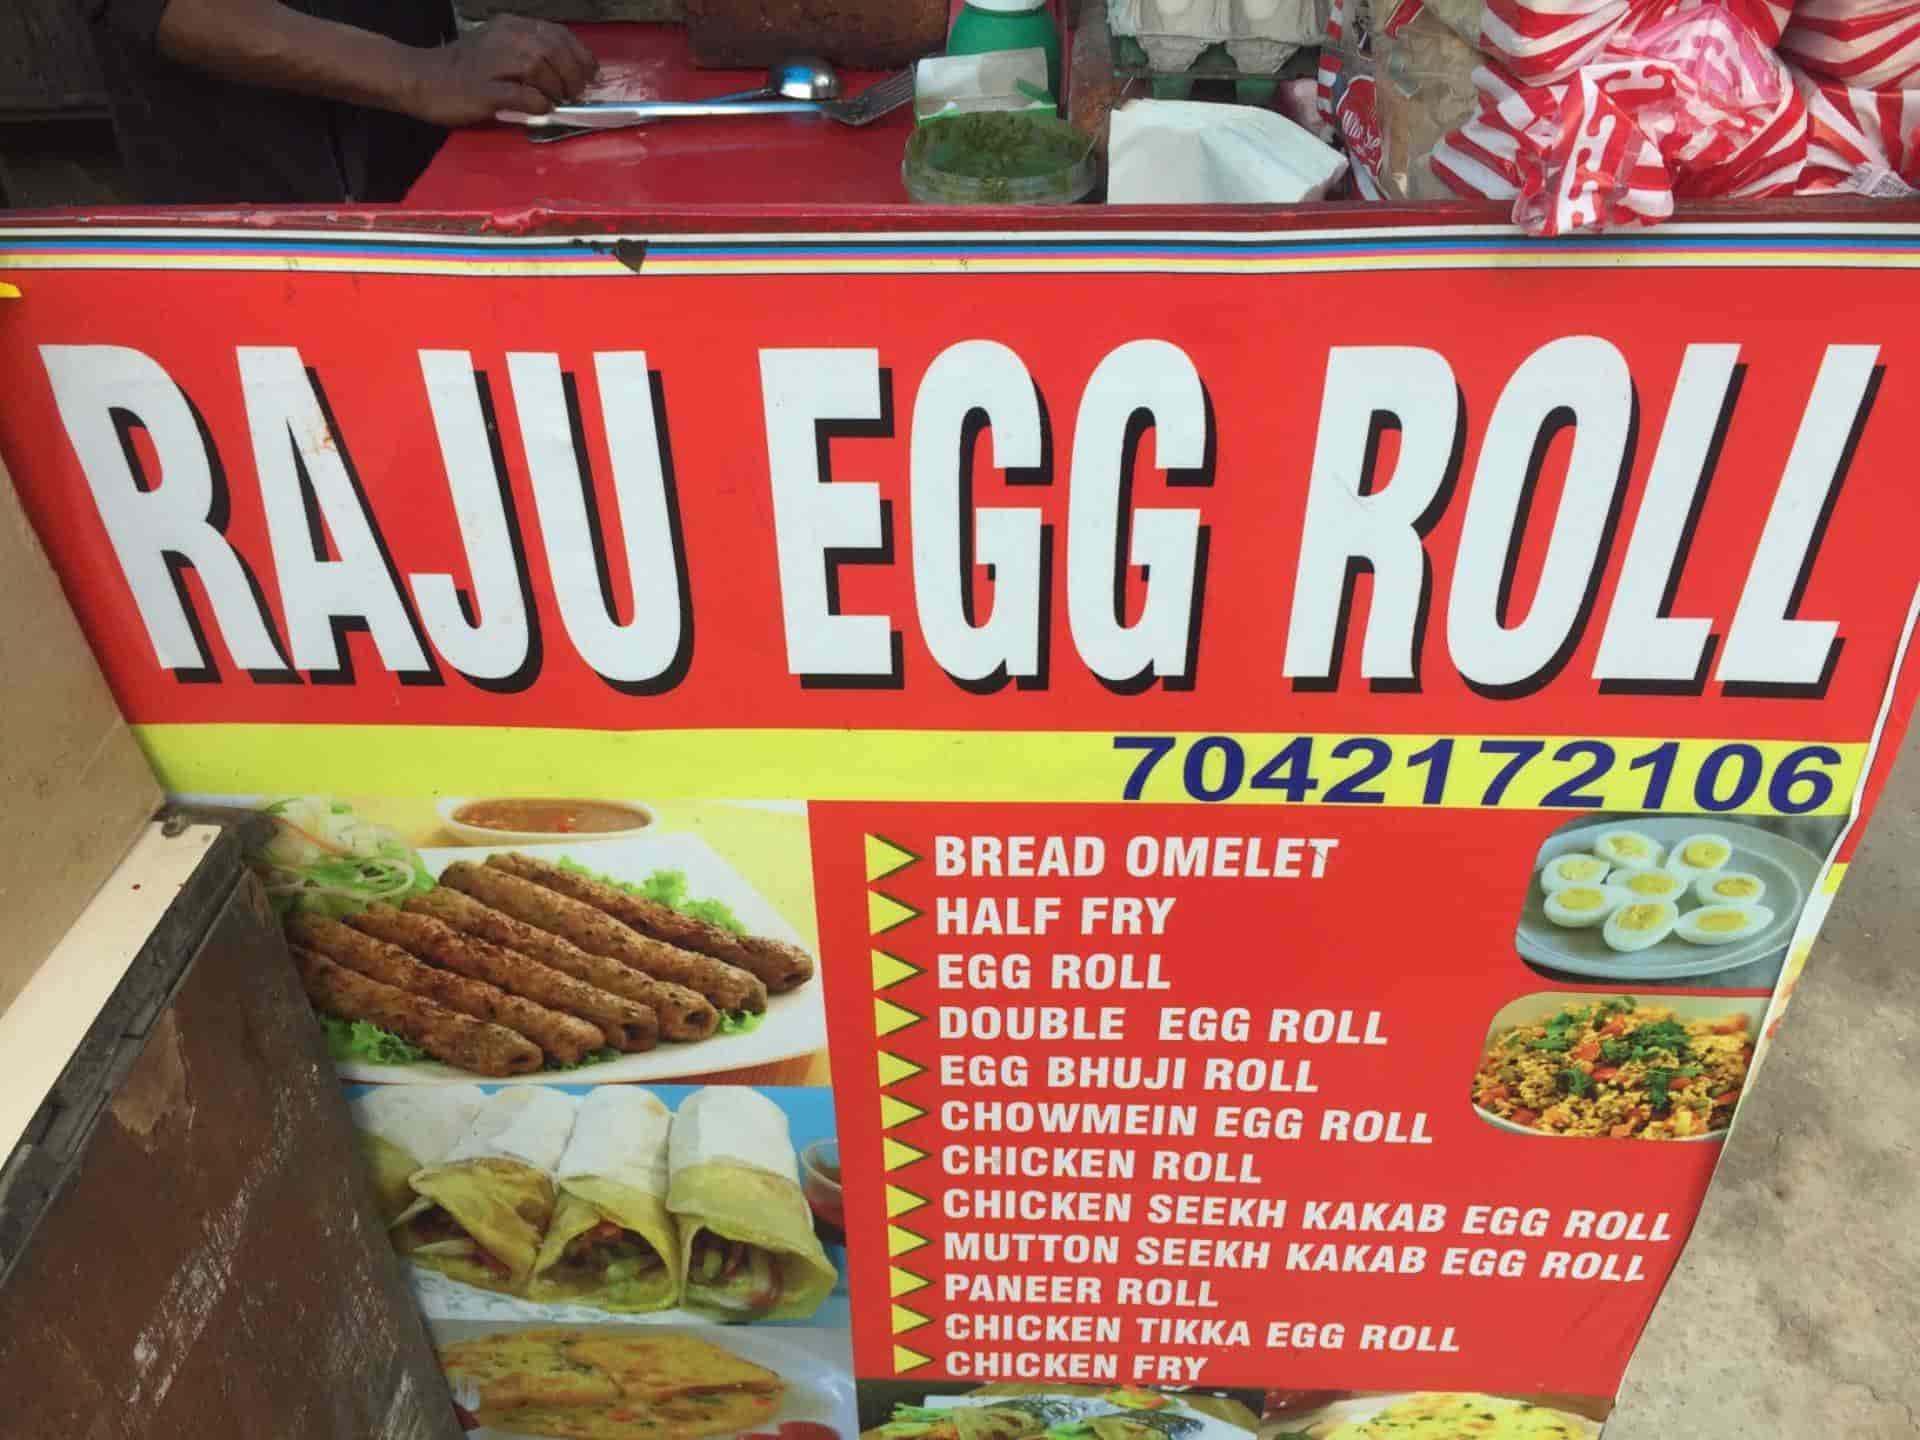 RAJU EGG ROLL
7042172106
BREAD OMELET
HALF FRY
EGG ROLL
DOUBLE EGG ROLL
EGG BHUJI ROLL
CHOWMEIN EGG ROLL
CHICKEN ROLL
CHICKEN SEEKH KAKAB EGG ROLL
MUTTON SEEKH KAKAB EGG ROLL
PANEER ROLL
CHICKEN TIKKA EGG ROLL
CHICKEN FRY